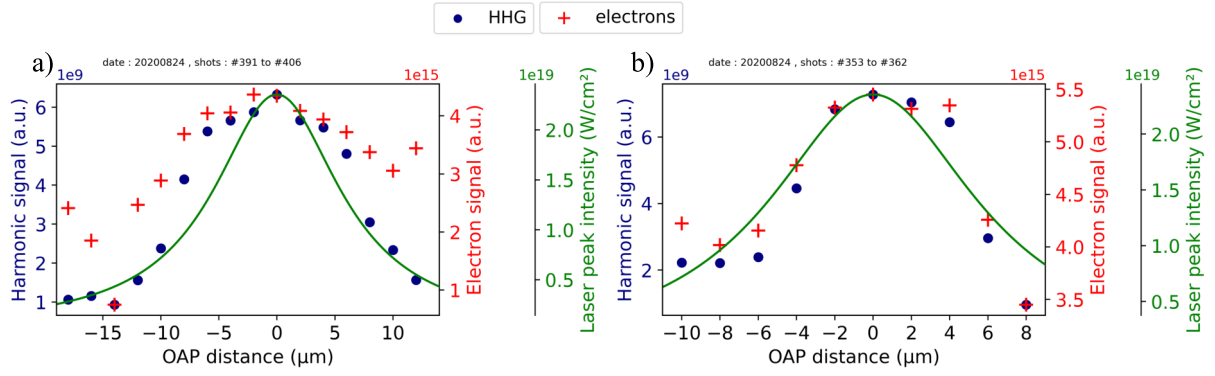 HHG electrons
a)
date : 20200824 , shots : #391 to #406
1e9 1e15 1e19
Harmonic signal (a.u.)
6
5
4
3
2
1
Electron signal (a.u.)
4
3
2
1
Laser peak intensity (W/cm²)
2.0
1.5
1.0
0.5
−15 −10 −5 0 5 10
OAP distance (μm)
b)
date : 20200824 , shots : #353 to #362
1e9 1e15 1e19
Harmonic signal (a.u.)
6
4
2
Electron signal (a.u.)
5.5
5.0
4.5
4.0
3.5
Laser peak intensity (W/cm²)
2.0
1.5
1.0
0.5
−10 −8 −6 −4 −2 0 2 4 6 8
OAP distance (μm)